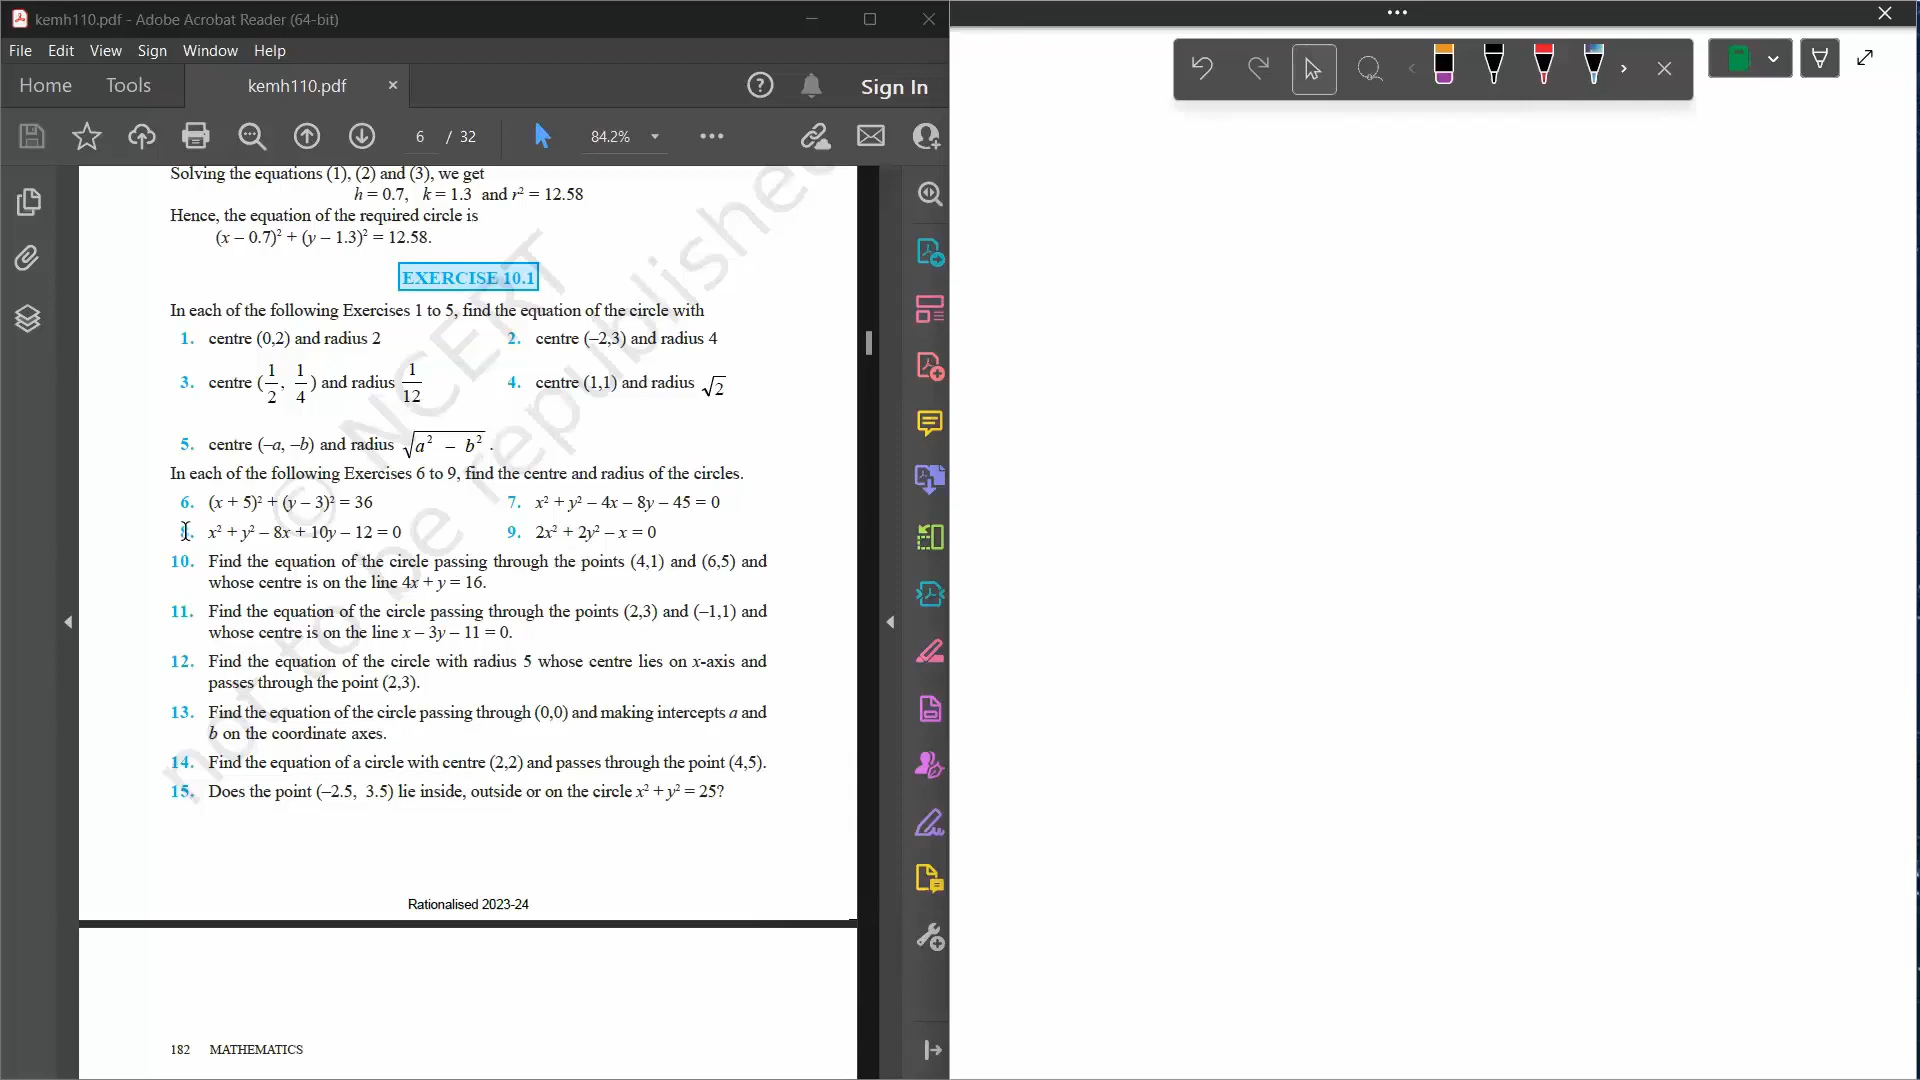 kemh110.pdf - Adobe Acrobat Reader (64-bit)
File Edit View Sign Window Help
Home Tools kemh110.pdf × Sign In
6 / 32 84.2%
Solving the equations (1), (2) and (3), we get
h = 0.7, k = 1.3 and r² = 12.58
Hence, the equation of the required circle is
(x – 0.7)² + (y – 1.3)² = 12.58.
EXERCISE 10.1
In each of the following Exercises 1 to 5, find the equation of the circle with
1. centre (0,2) and radius 2 2. centre (–2,3) and radius 4
3. centre (1/2, 1/4) and radius 1/12 4. centre (1,1) and radius √2
5. centre (–a, –b) and radius √(a² – b²).
In each of the following Exercises 6 to 9, find the centre and radius of the circles.
6. (x + 5)² + (y – 3)² = 36 7. x² + y² – 4x – 8y – 45 = 0
8. x² + y² – 8x + 10y – 12 = 0 9. 2x² + 2y² – x = 0
10. Find the equation of the circle passing through the points (4,1) and (6,5) and
whose centre is on the line 4x + y = 16.
11. Find the equation of the circle passing through the points (2,3) and (–1,1) and
whose centre is on the line x – 3y – 11 = 0.
12. Find the equation of the circle with radius 5 whose centre lies on x-axis and
passes through the point (2,3).
13. Find the equation of the circle passing through (0,0) and making intercepts a and
b on the coordinate axes.
14. Find the equation of a circle with centre (2,2) and passes through the point (4,5).
15. Does the point (–2.5, 3.5) lie inside, outside or on the circle x² + y² = 25?
© NCERT
not to be republished
Rationalised 2023-24
182 MATHEMATICS